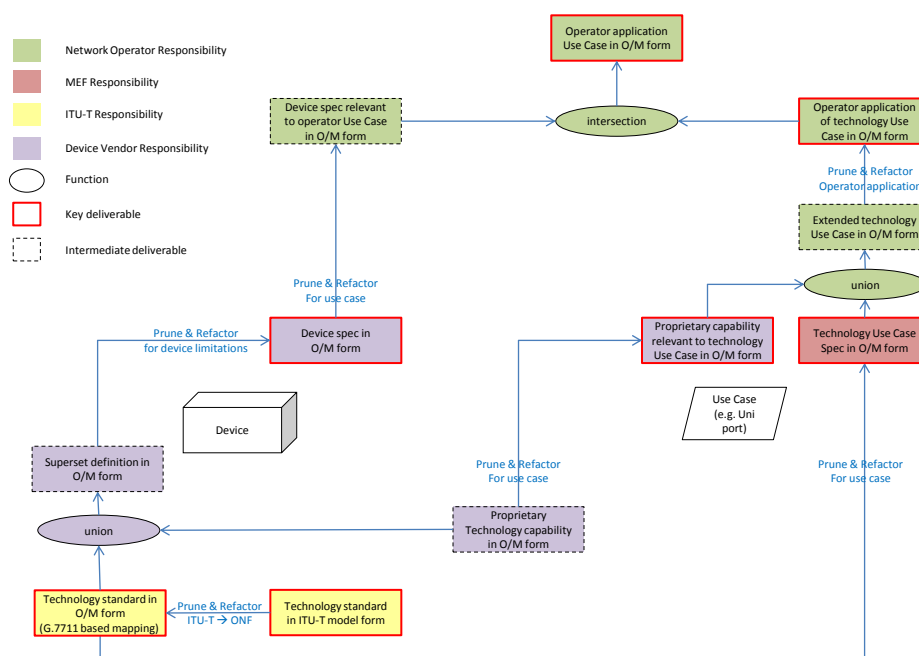 Network Operator Responsibility
MEF Responsibility
ITU-T Responsibility
Device Vendor Responsibility
Function
Key deliverable
Intermediate deliverable
Operator application
Use Case in O/M form
Device spec relevant
to operator Use Case
in O/M form
intersection
Operator application
of technology Use
Case in O/M form
Prune & Refactor
Operator application
Extended technology
Use Case in O/M form
union
Prune & Refactor
For use case
Prune & Refactor
for device limitations
Device spec in
O/M form
Proprietary capability
relevant to technology
Use Case in O/M form
Technology Use Case
Spec in O/M form
Device
Use Case
(e.g. Uni
port)
Superset definition in
O/M form
Prune & Refactor
For use case
Prune & Refactor
For use case
union
Proprietary
Technology capability
in O/M form
Technology standard in
O/M form
(G.7711 based mapping)
Prune & Refactor
ITU-T → ONF
Technology standard
in ITU-T model form